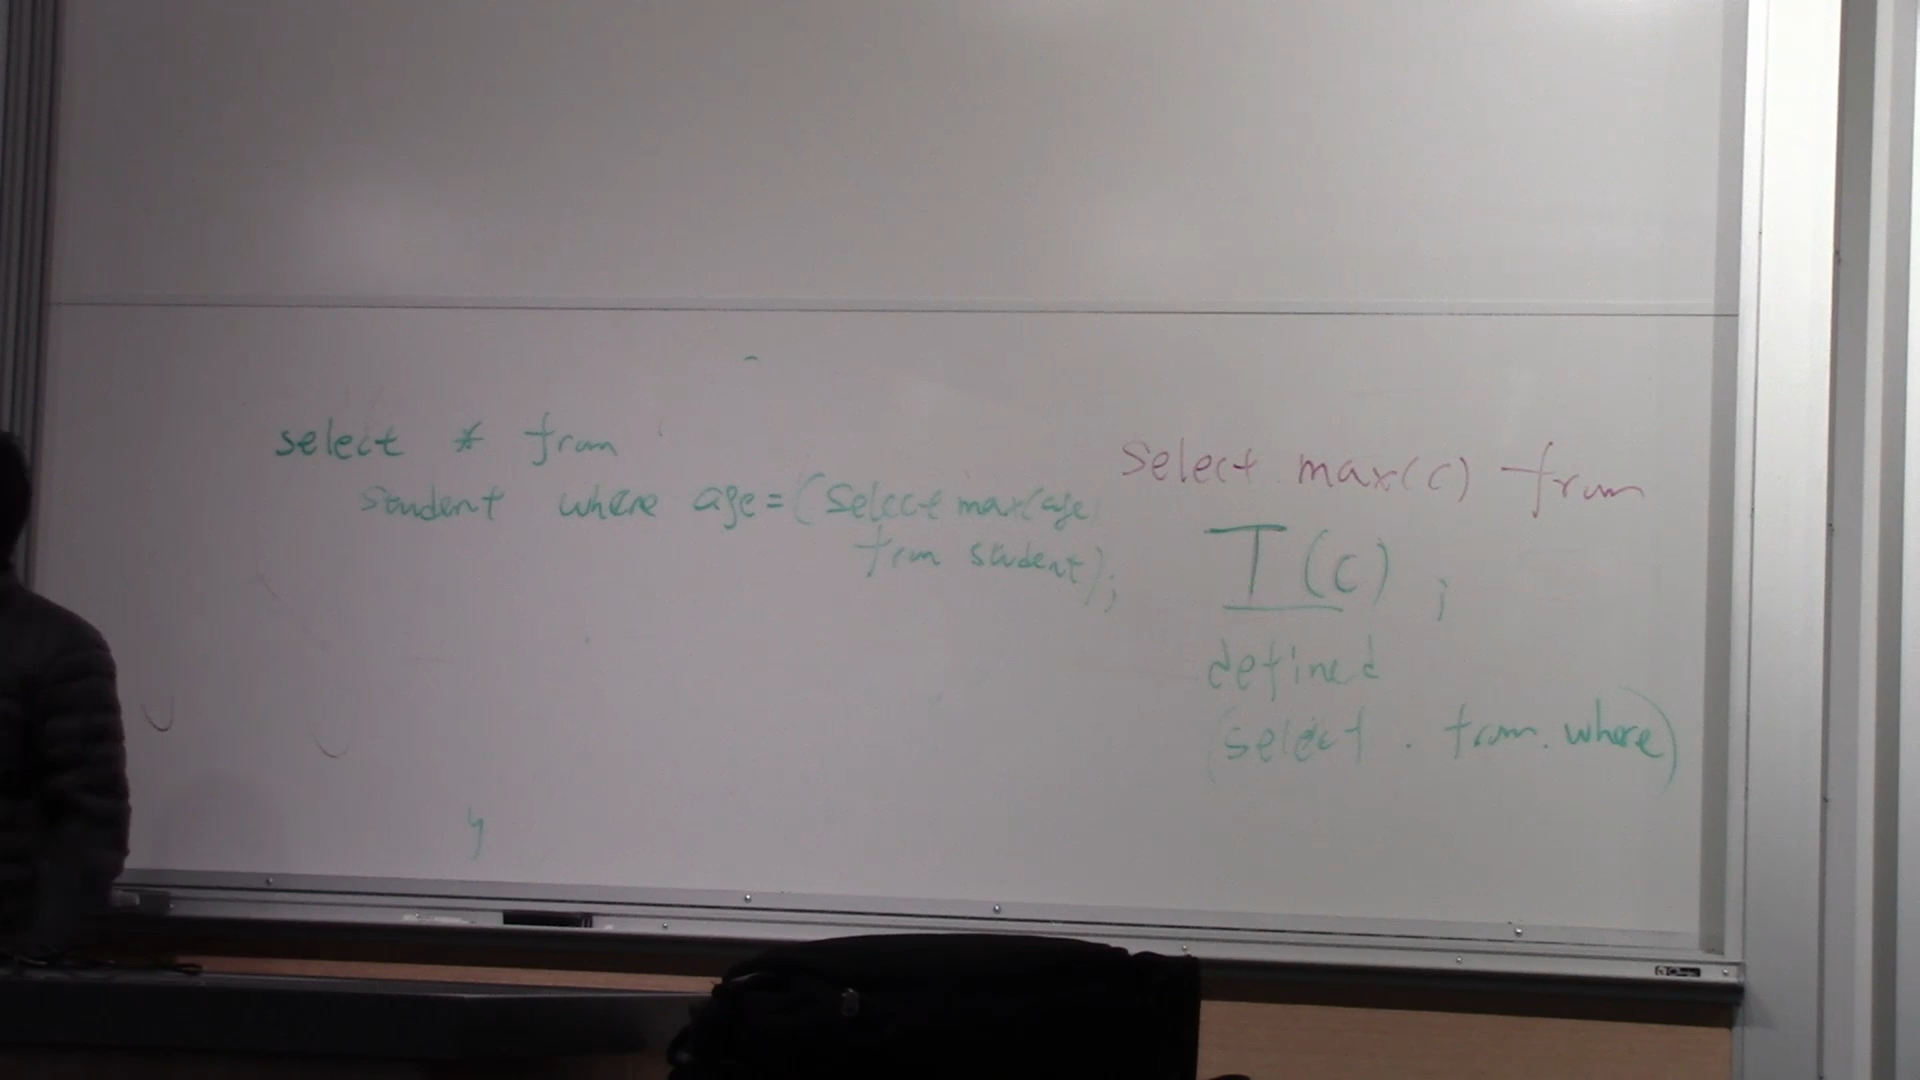 select * from
student where age = (select max(age)
from student);
select max(c) from
T(c) ;
defined
(select . from . where)
y